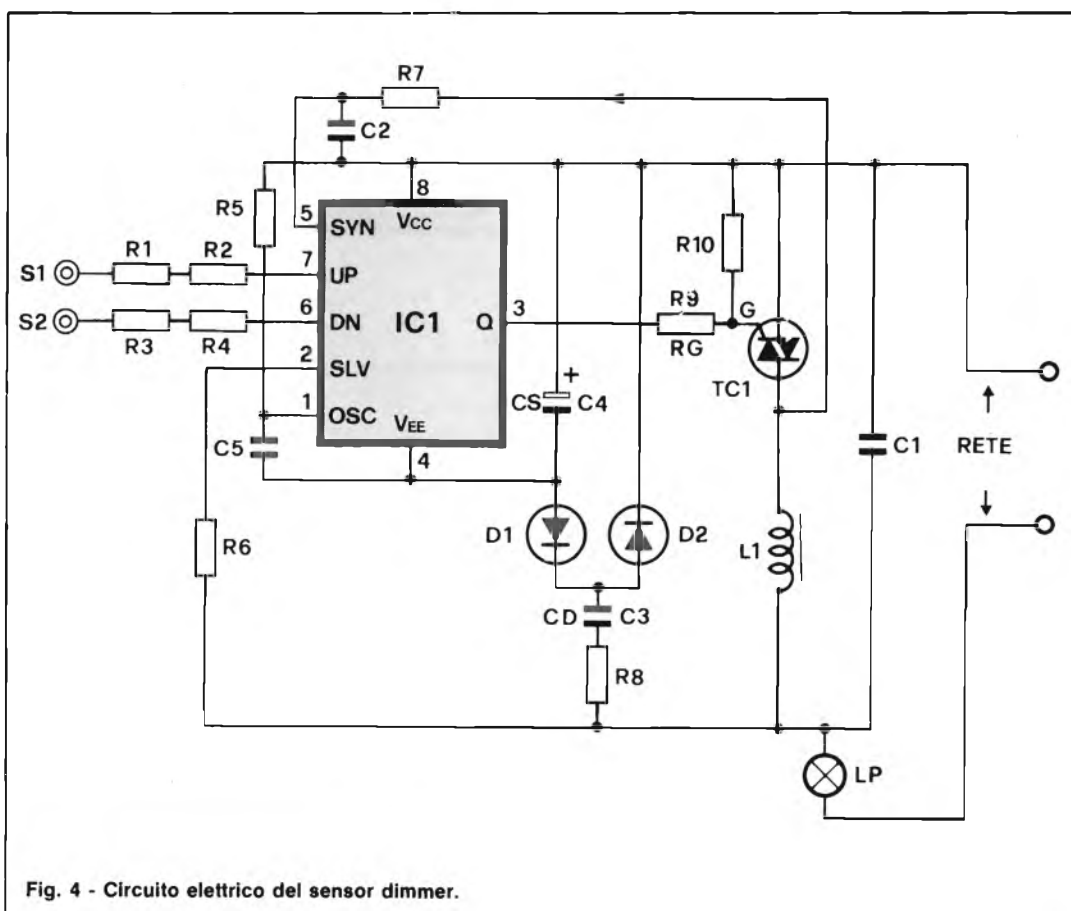 R7
C2
8
R5
5
SYN
VCC
R10
S1
R1
R2
7
UP
R9
G
S2
6
DN
IC1
Q
3
R3
R4
RG
TC1
2
SLV
+
CS
C4
1
OSC
VEE
C1
RETE
C5
4
D1
D2
R6
L1
CD
C3
R8
LP
Fig. 4 - Circuito elettrico del sensor dimmer.